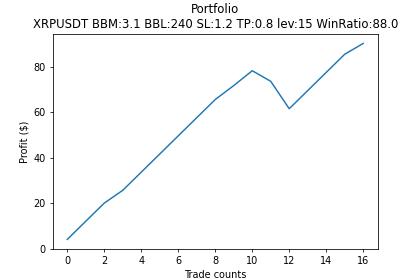 Portfolio
XRPUSDT BBM:3.1 BBL:240 SL:1.2 TP:0.8 lev:15 WinRatio:88.0
80
60
40
20
0
Profit ($)
0 2 4 6 8 10 12 14 16
Trade counts